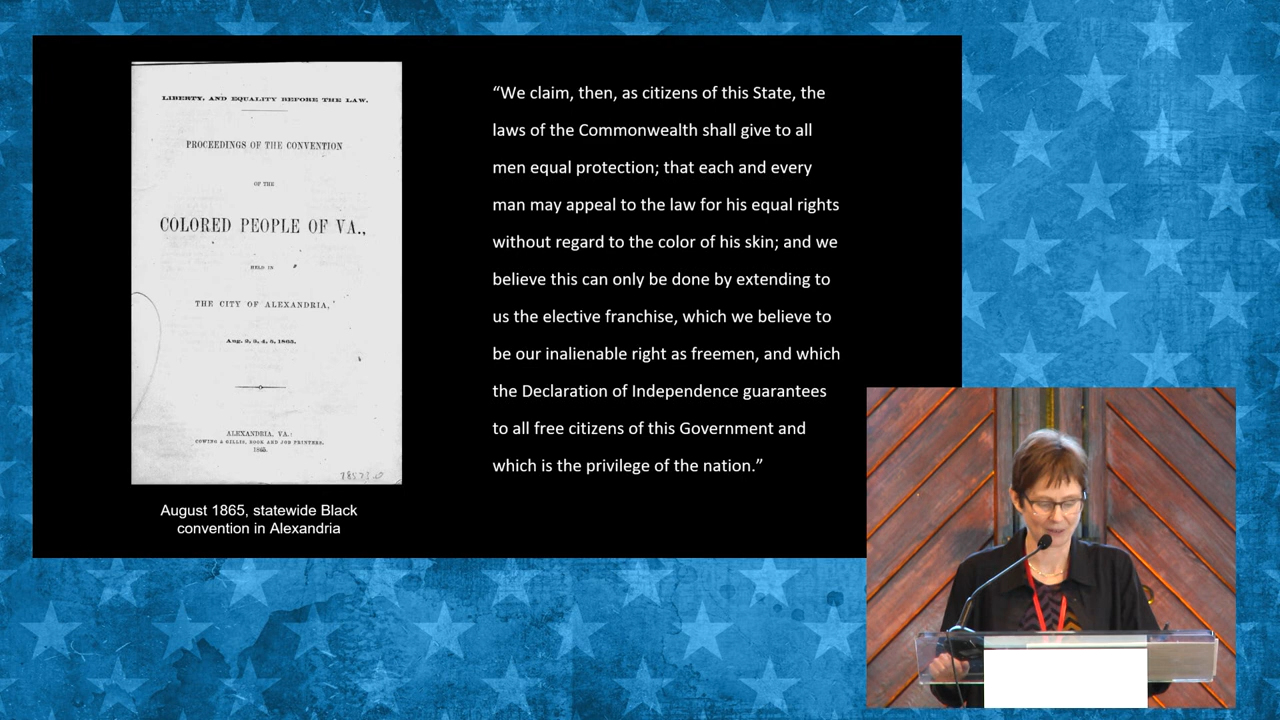 LIBERTY, AND EQUALITY BEFORE THE LAW.
PROCEEDINGS OF THE CONVENTION
OF THE
COLORED PEOPLE OF VA.,
HELD IN
THE CITY OF ALEXANDRIA,
Aug. 2, 3, 4, 5, 1865.
ALEXANDRIA, VA.:
COWING & GILLIS, BOOK AND JOB PRINTERS.
1865.
August 1865, statewide Black
convention in Alexandria
“We claim, then, as citizens of this State, the
laws of the Commonwealth shall give to all
men equal protection; that each and every
man may appeal to the law for his equal rights
without regard to the color of his skin; and we
believe this can only be done by extending to
us the elective franchise, which we believe to
be our inalienable right as freemen, and which
the Declaration of Independence guarantees
to all free citizens of this Government and
which is the privilege of the nation.”